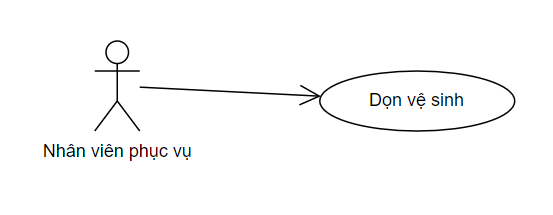 Dọn vệ sinh
Nhân viên phục vụ